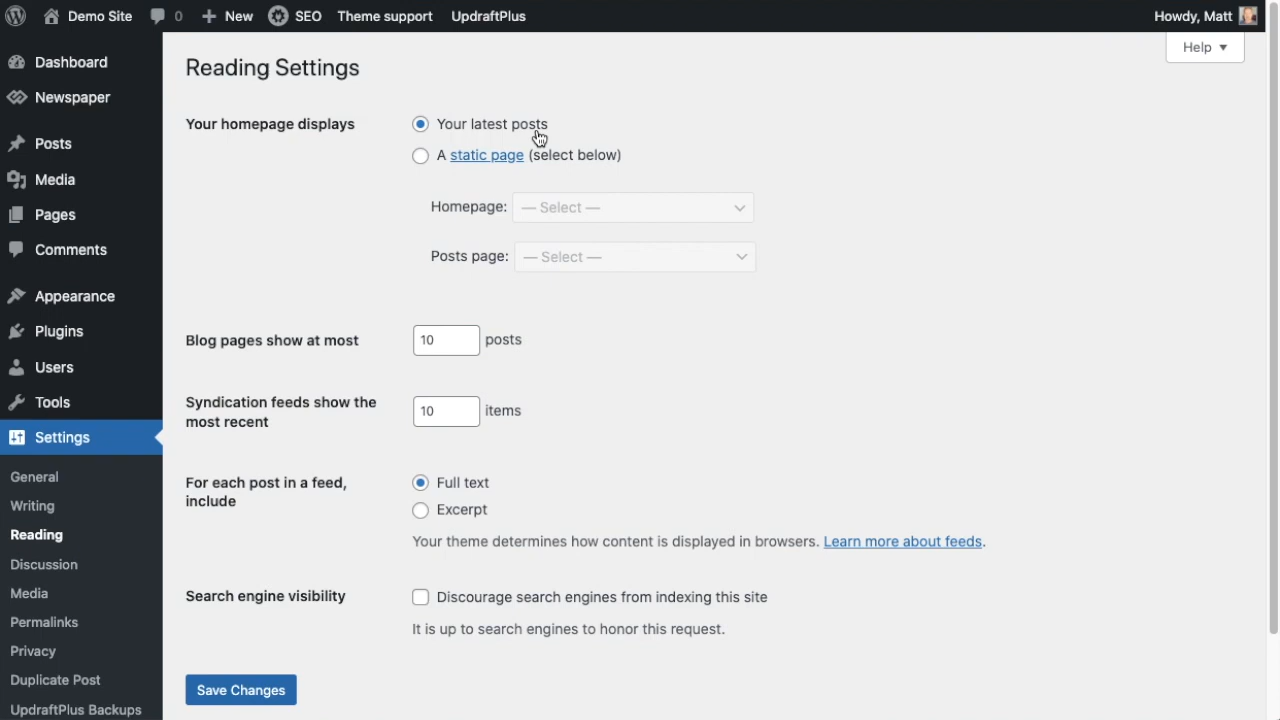 Demo Site 0 New SEO Theme support UpdraftPlus Howdy, Matt
Help ▼
Dashboard
Newspaper
Posts
Media
Pages
Comments
Appearance
Plugins
Users
Tools
Settings
General
Writing
Reading
Discussion
Media
Permalinks
Privacy
Duplicate Post
UpdraftPlus Backups
Reading Settings
Your homepage displays
Your latest posts
A static page (select below)
Homepage: — Select —
Posts page: — Select —
Blog pages show at most 10 posts
Syndication feeds show the
most recent
10 items
For each post in a feed,
include
Full text
Excerpt
Your theme determines how content is displayed in browsers. Learn more about feeds.
Search engine visibility
Discourage search engines from indexing this site
It is up to search engines to honor this request.
Save Changes